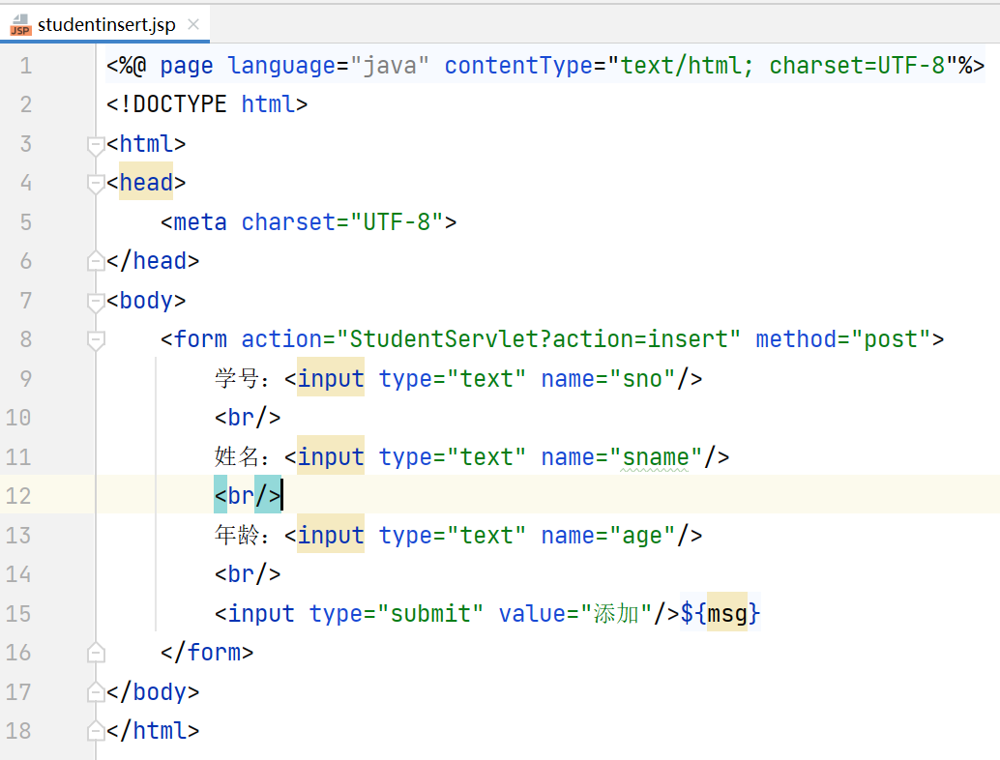 JSP studentinsert.jsp ×
1 <%@ page language="java" contentType="text/html; charset=UTF-8"%>
2 <!DOCTYPE html>
3 <html>
4 <head>
5     <meta charset="UTF-8">
6 </head>
7 <body>
8     <form action="StudentServlet?action=insert" method="post">
9         学号：<input type="text" name="sno"/>
10         <br/>
11         姓名：<input type="text" name="sname"/>
12         <br/>
13         年龄：<input type="text" name="age"/>
14         <br/>
15         <input type="submit" value="添加"/>${msg}
16     </form>
17 </body>
18 </html>